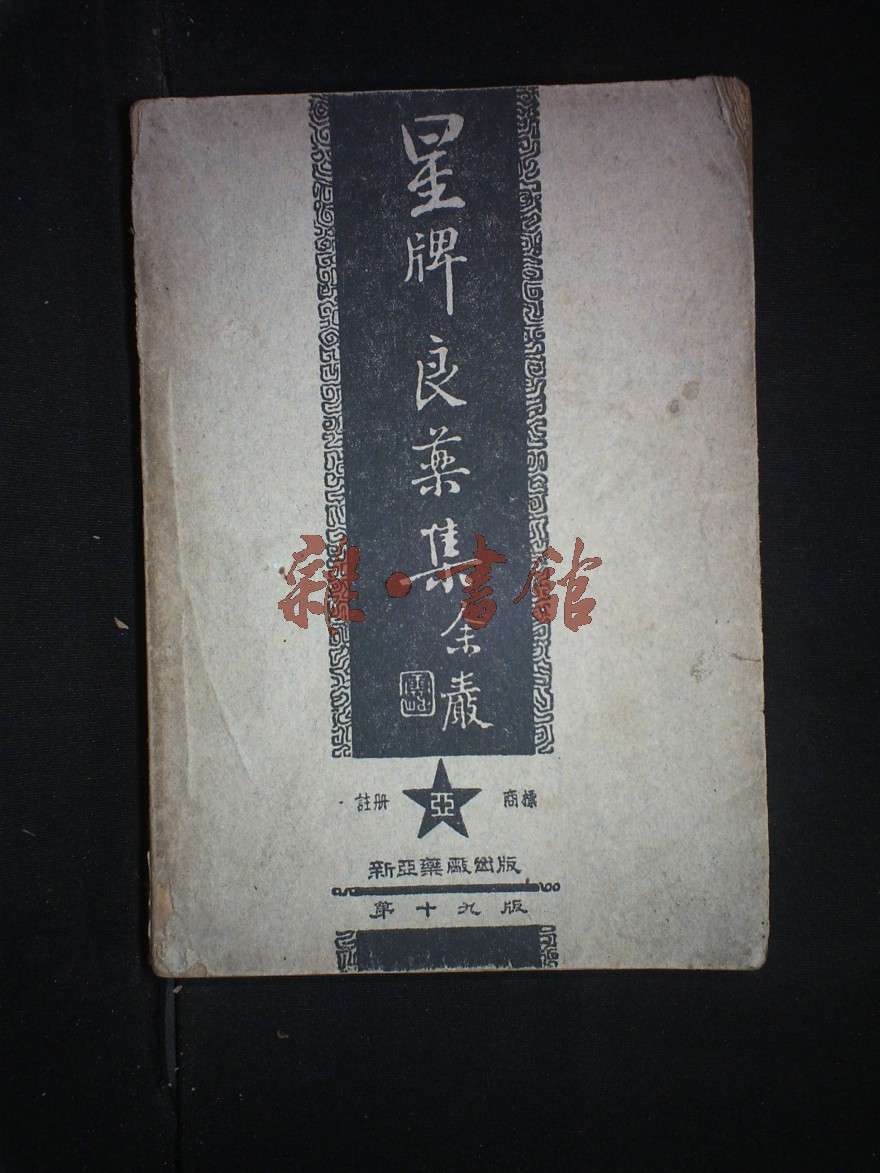 星牌良藥集
余巖
註册 亞 商標
新亞藥廠出版
第十九版
雜·書館